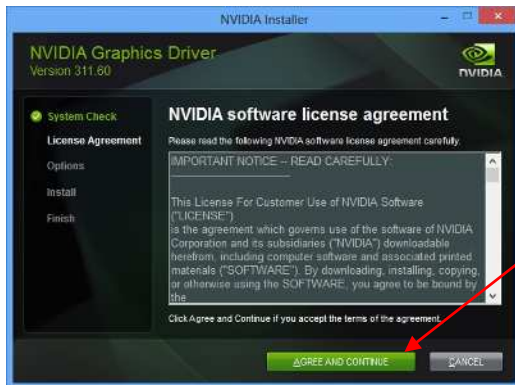 NVIDIA Installer
NVIDIA Graphics Driver
Version 311.60
NVIDIA
System Check
License Agreement
Options
Install
Finish
NVIDIA software license agreement
Please read the following NVIDIA software license agreement carefully.
IMPORTANT NOTICE -- READ CAREFULLY:
This License For Customer Use of NVIDIA Software
("LICENSE")
is the agreement which governs use of the software of NVIDIA
Corporation and its subsidiaries ("NVIDIA") downloadable
herefrom, including computer software and associated printed
materials ("SOFTWARE"). By downloading, installing, copying,
or otherwise using the SOFTWARE, you agree to be bound by
the
Click Agree and Continue if you accept the terms of the agreement.
AGREE AND CONTINUE
CANCEL